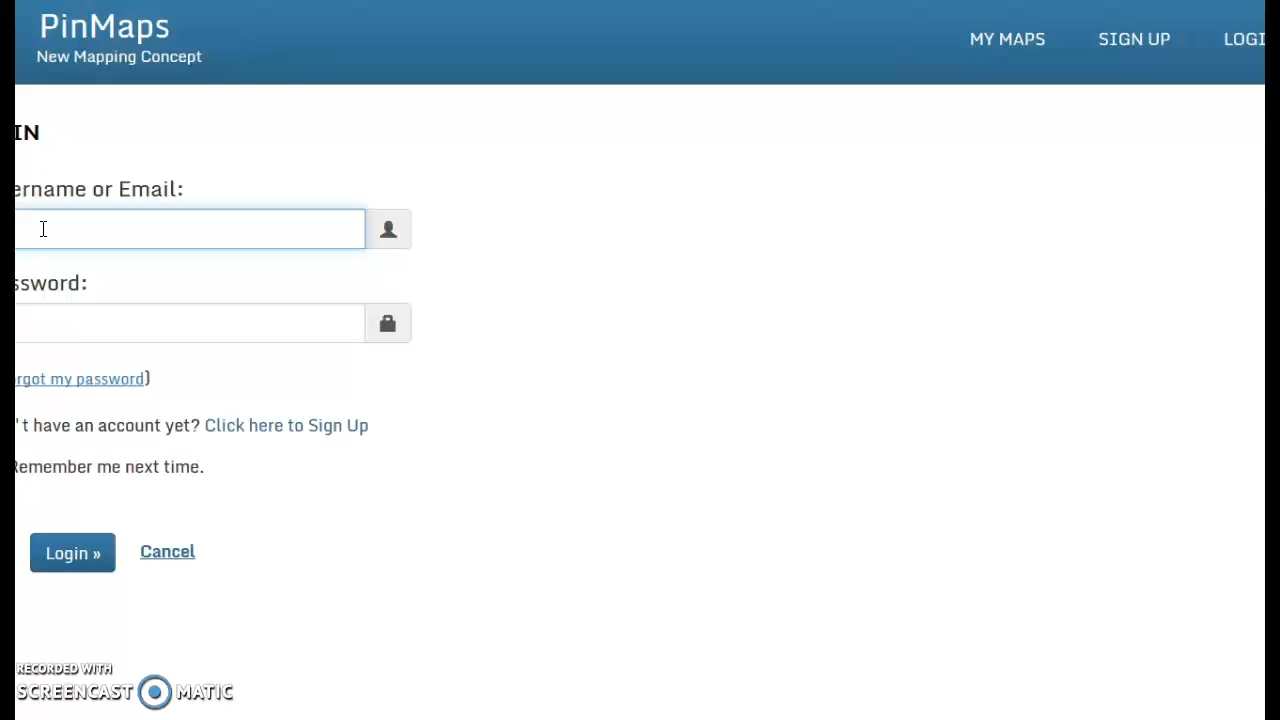 PinMaps
New Mapping Concept
MY MAPS SIGN UP LOGI
IN
ername or Email:
ssword:
rgot my password)
't have an account yet? Click here to Sign Up
Remember me next time.
Login » Cancel
RECORDED WITH
SCREENCAST MATIC